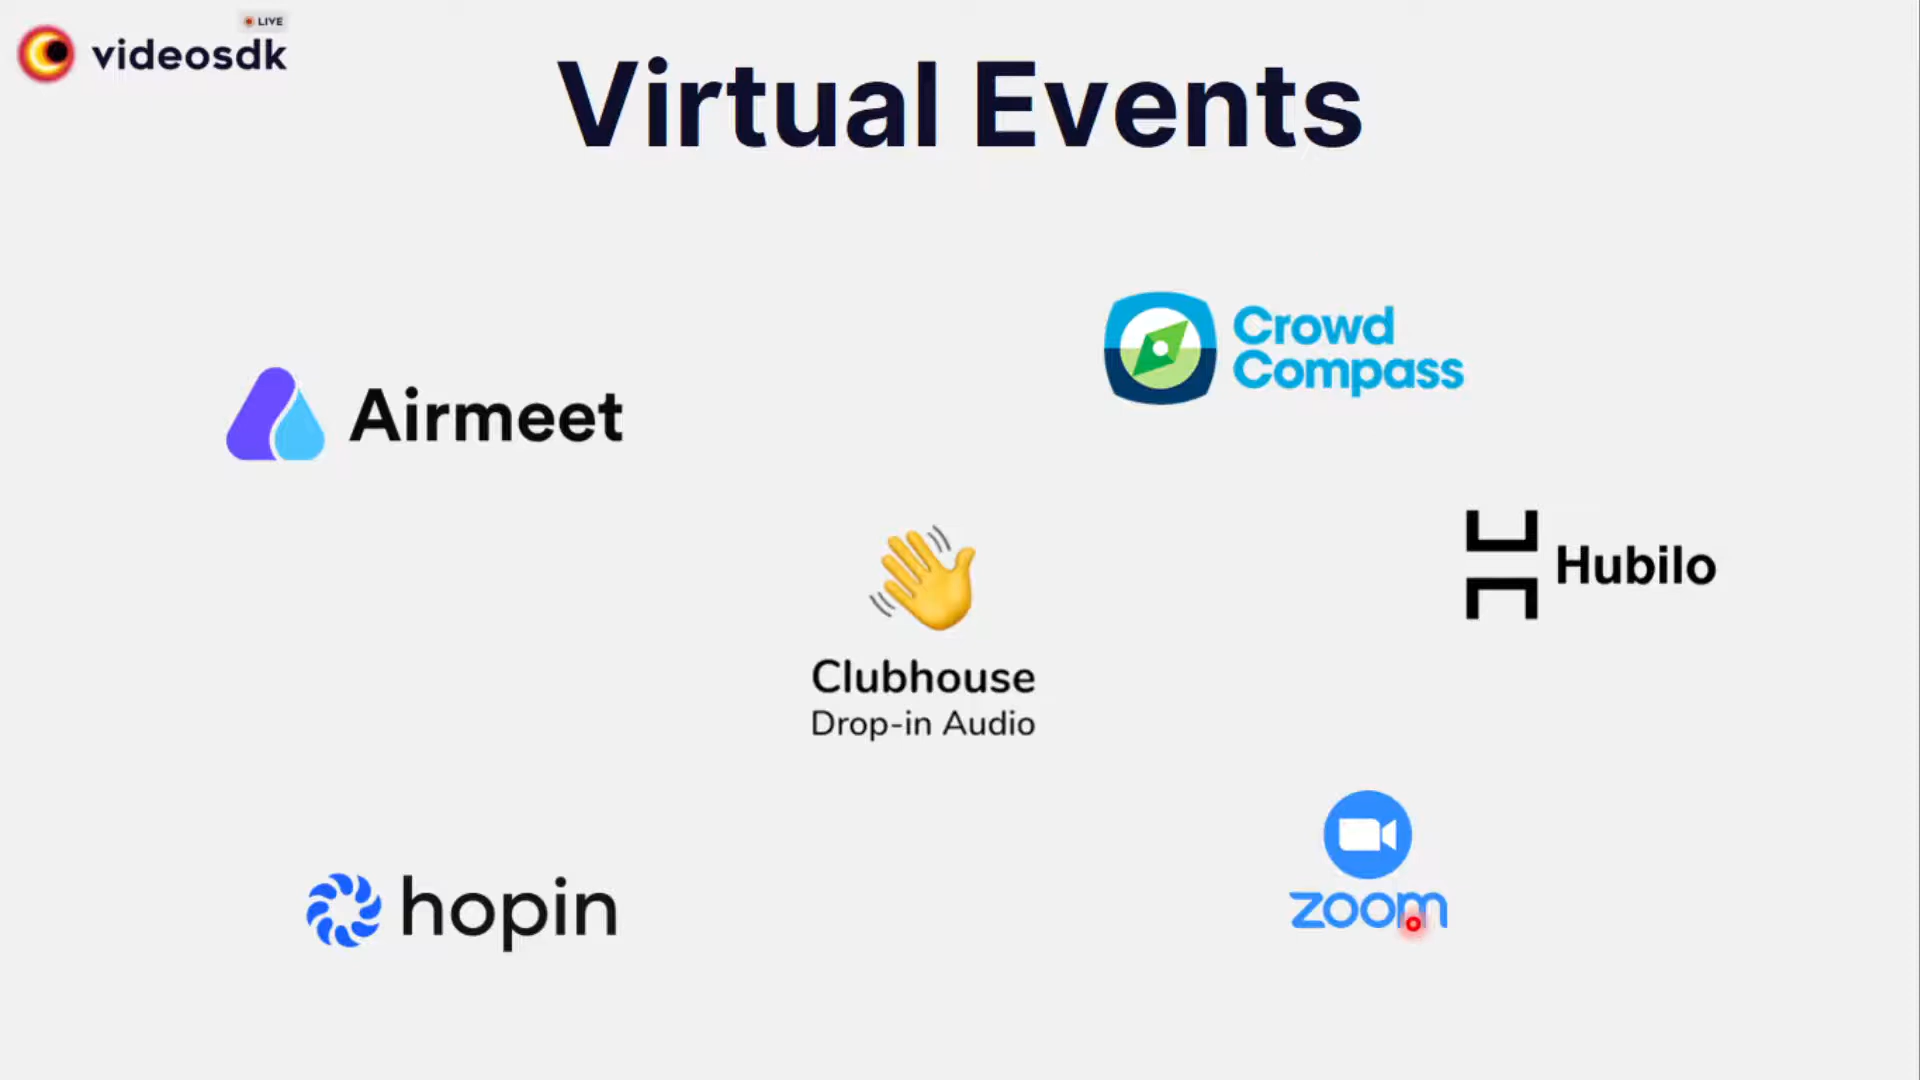 LIVE
videosdk
Virtual Events
Crowd
Compass
Airmeet
Hubilo
Clubhouse
Drop-in Audio
hopin
zoom